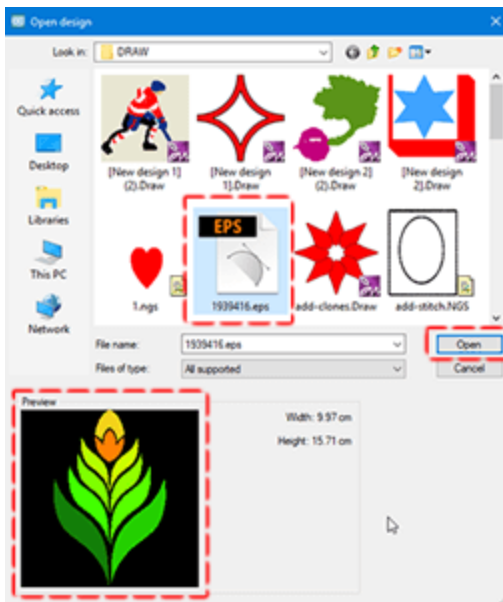 Open design
Look in: DRAW
Quick access
Desktop
Libraries
This PC
Network
[New design 1] (2).Draw
[New design 1].Draw
[New design 2] (2).Draw
[New design 2].Draw
1.ngs
EPS
1939416.eps
add-clones.Draw
add-stitch.NGS
File name: 1939416.eps
Open
Files of type: All supported
Cancel
Preview
Width: 9.97 cm
Height: 15.71 cm